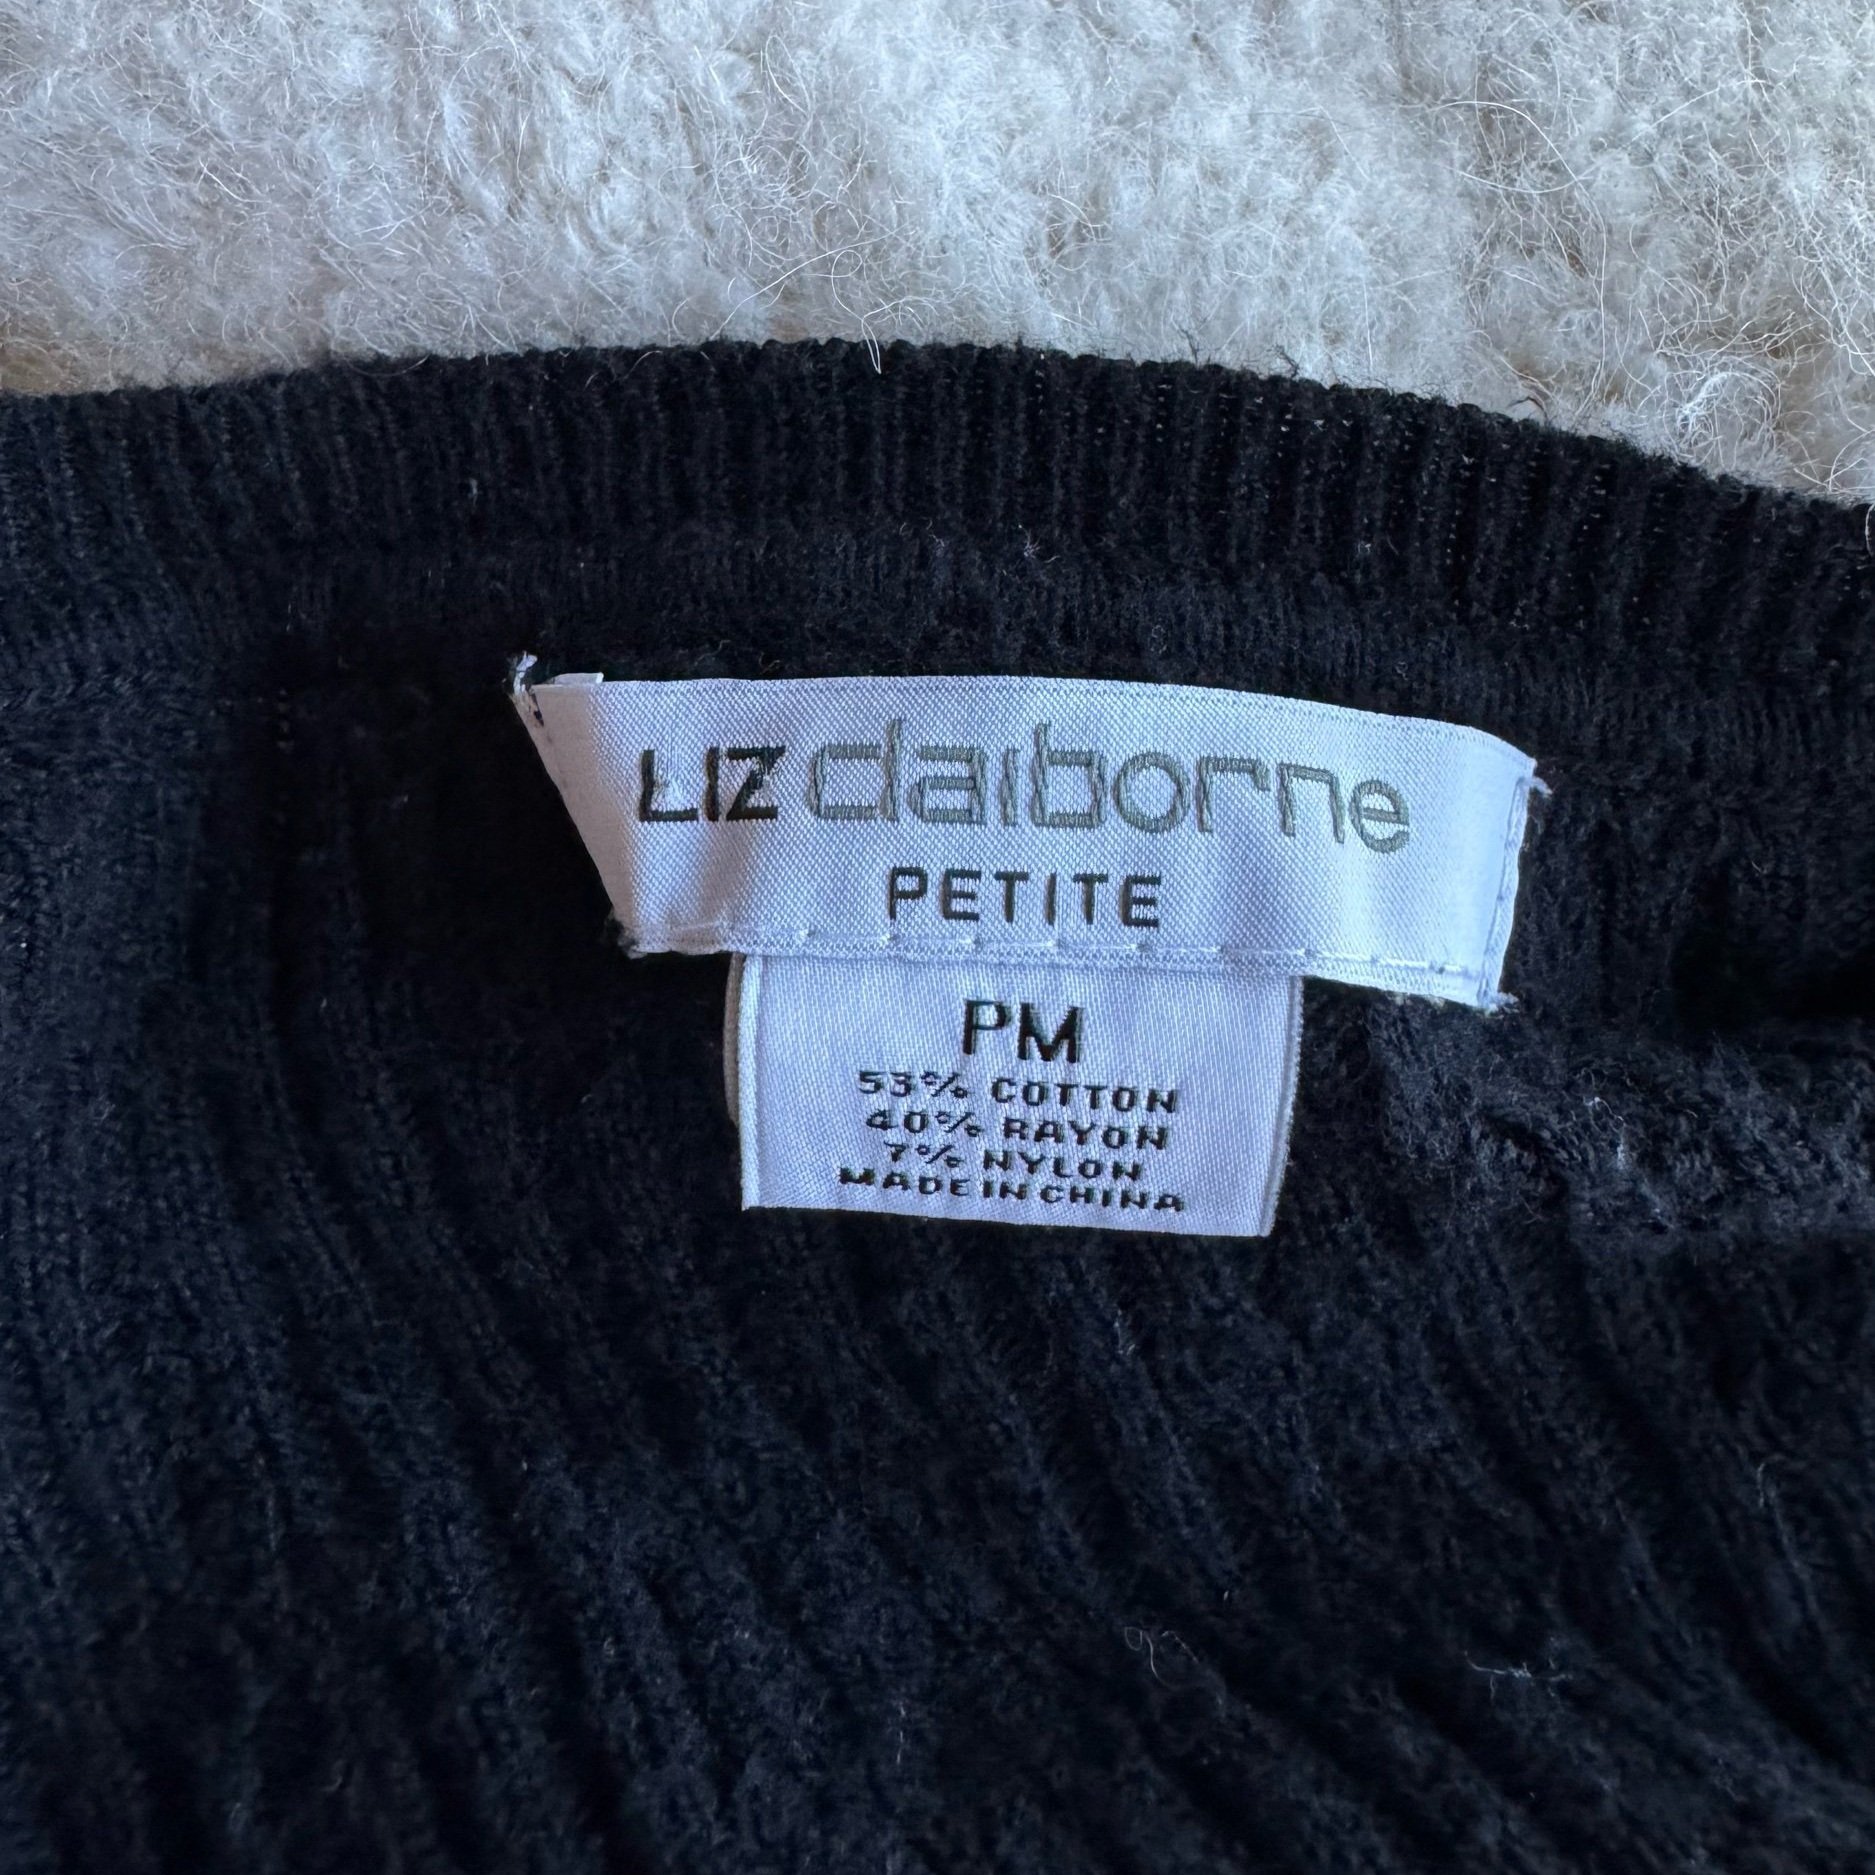 LIZ claiborne
PETITE
PM
53% COTTON
40% RAYON
7% NYLON
MADE IN CHINA